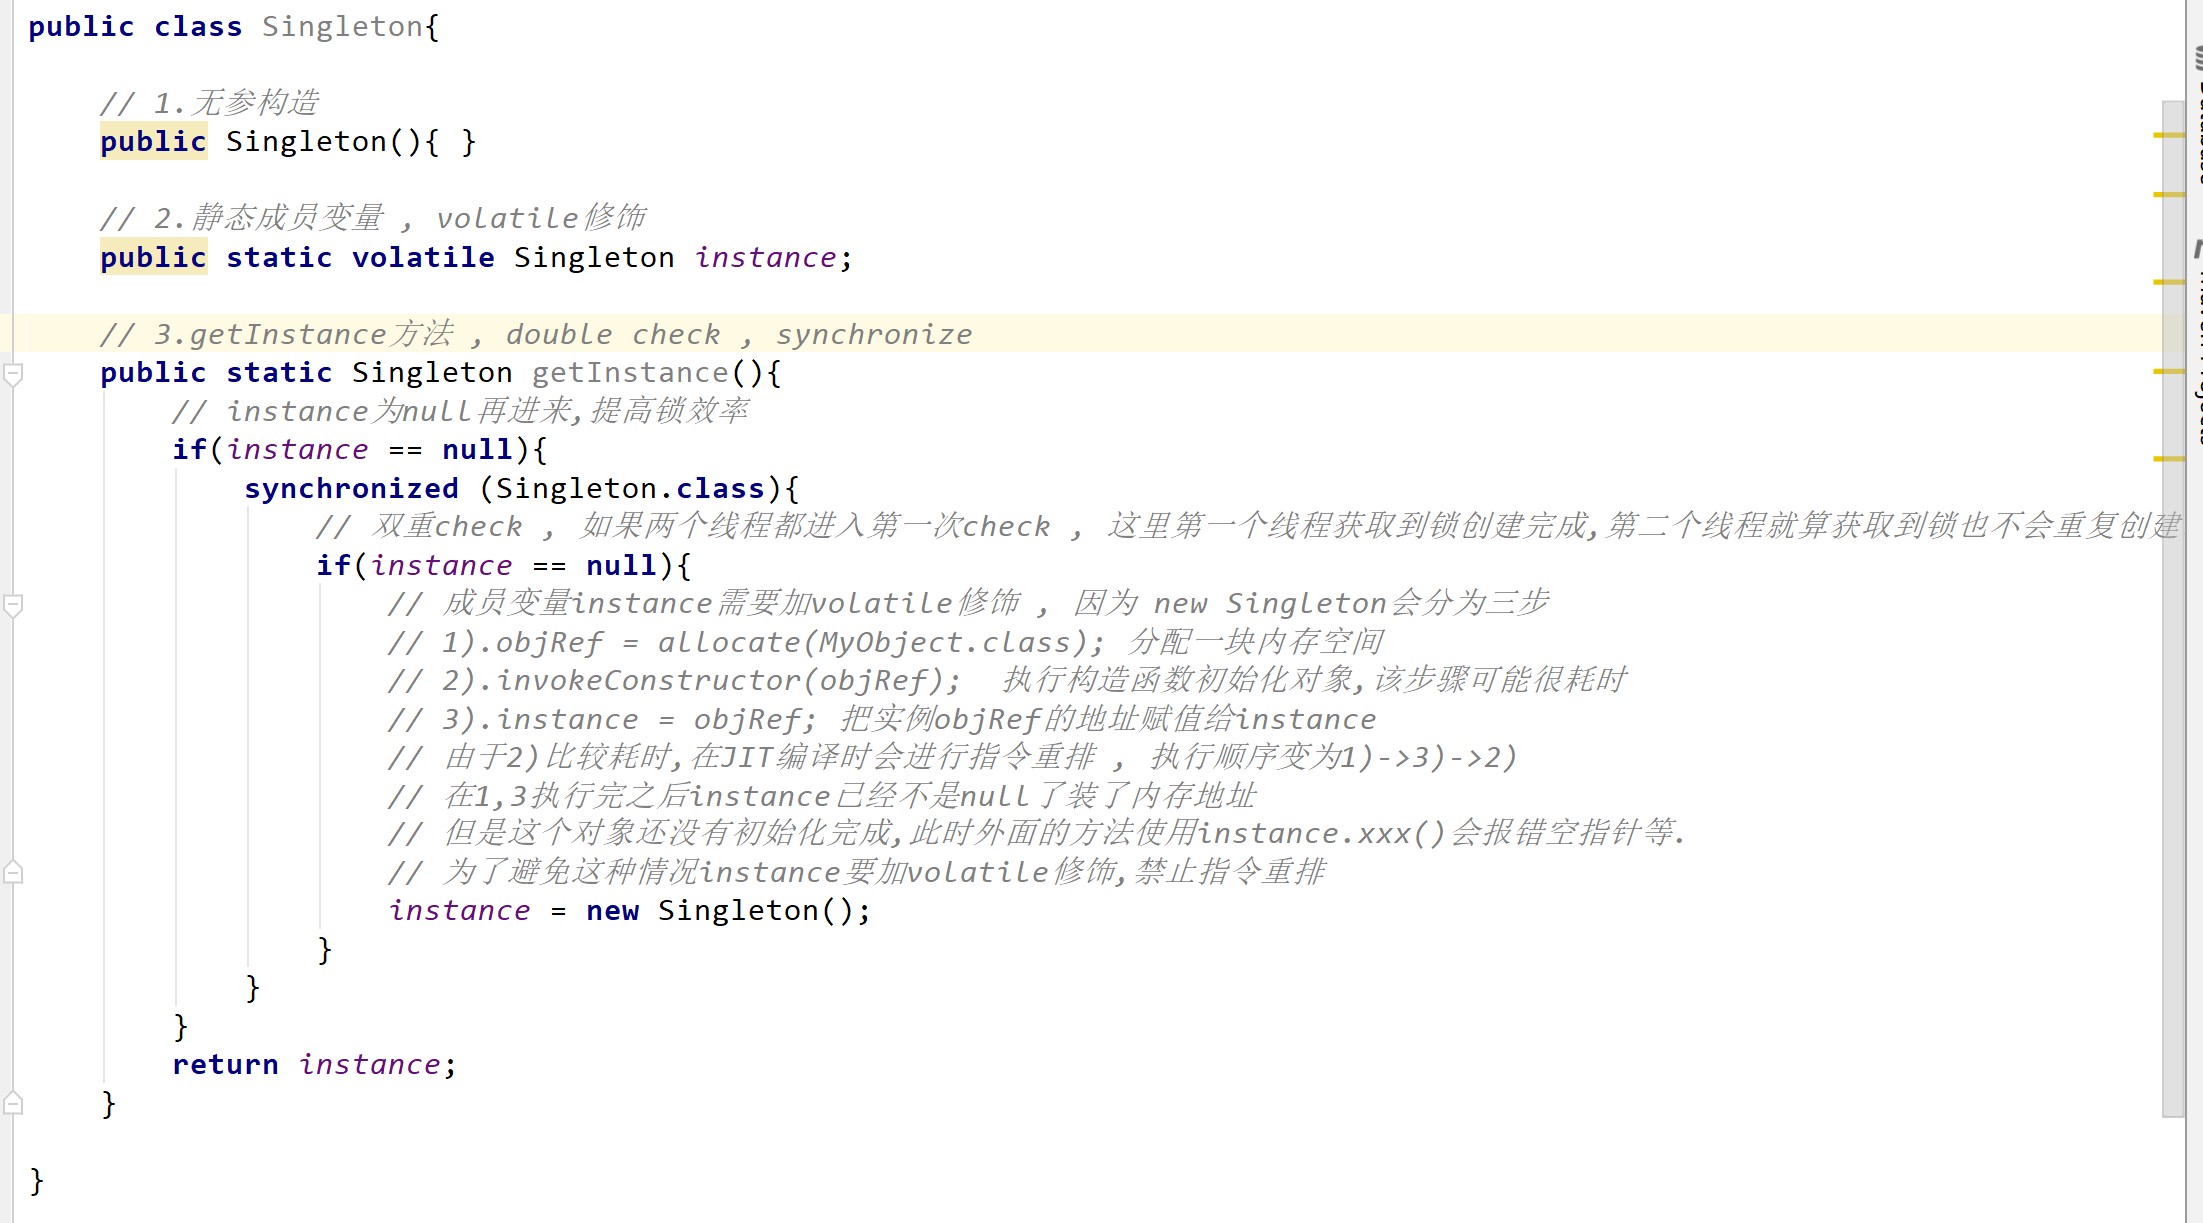 public class Singleton{
// 1.无参构造
public Singleton(){ }
// 2.静态成员变量 , volatile修饰
public static volatile Singleton instance;
// 3.getInstance方法 , double check , synchronize
public static Singleton getInstance(){
// instance为null再进来,提高锁效率
if(instance == null){
synchronized (Singleton.class){
// 双重check , 如果两个线程都进入第一次check , 这里第一个线程获取到锁创建完成,第二个线程就算获取到锁也不会重复创建
if(instance == null){
// 成员变量instance需要加volatile修饰 , 因为 new Singleton会分为三步
// 1).objRef = allocate(MyObject.class); 分配一块内存空间
// 2).invokeConstructor(objRef);  执行构造函数初始化对象,该步骤可能很耗时
// 3).instance = objRef; 把实例objRef的地址赋值给instance
// 由于2)比较耗时,在JIT编译时会进行指令重排 , 执行顺序变为1)->3)->2)
// 在1,3执行完之后instance已经不是null了装了内存地址
// 但是这个对象还没有初始化完成,此时外面的方法使用instance.xxx()会报错空指针等.
// 为了避免这种情况instance要加volatile修饰,禁止指令重排
instance = new Singleton();
}
}
}
return instance;
}
}